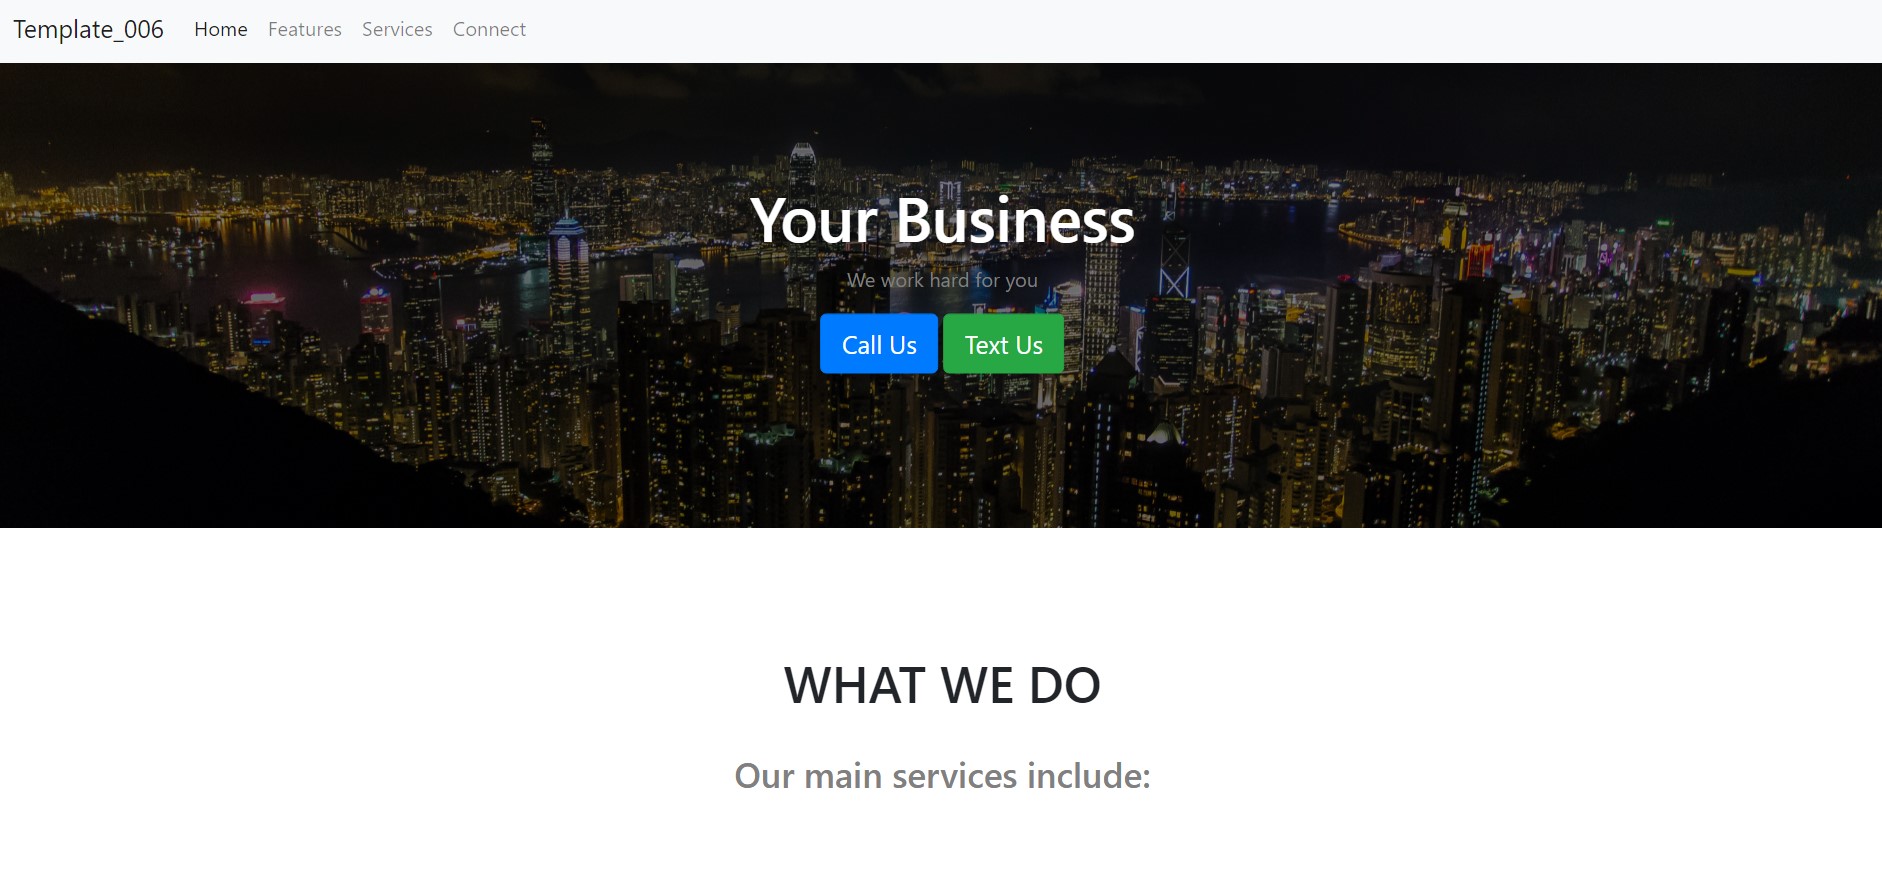 Template_006 Home Features Services Connect
Your Business
We work hard for you
Call Us Text Us
WHAT WE DO
Our main services include: